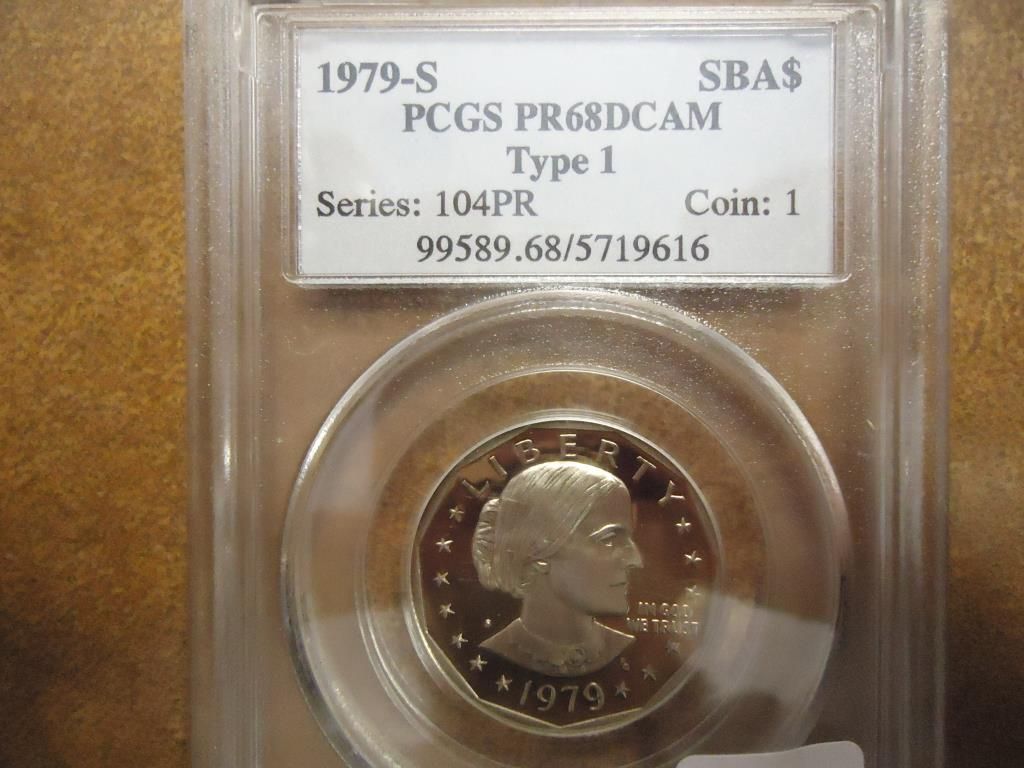 1979-S SBA$
PCGS PR68DCAM
Type 1
Series: 104PR Coin: 1
99589.68/5719616
LIBERTY
IN GOD
WE TRUST
1979